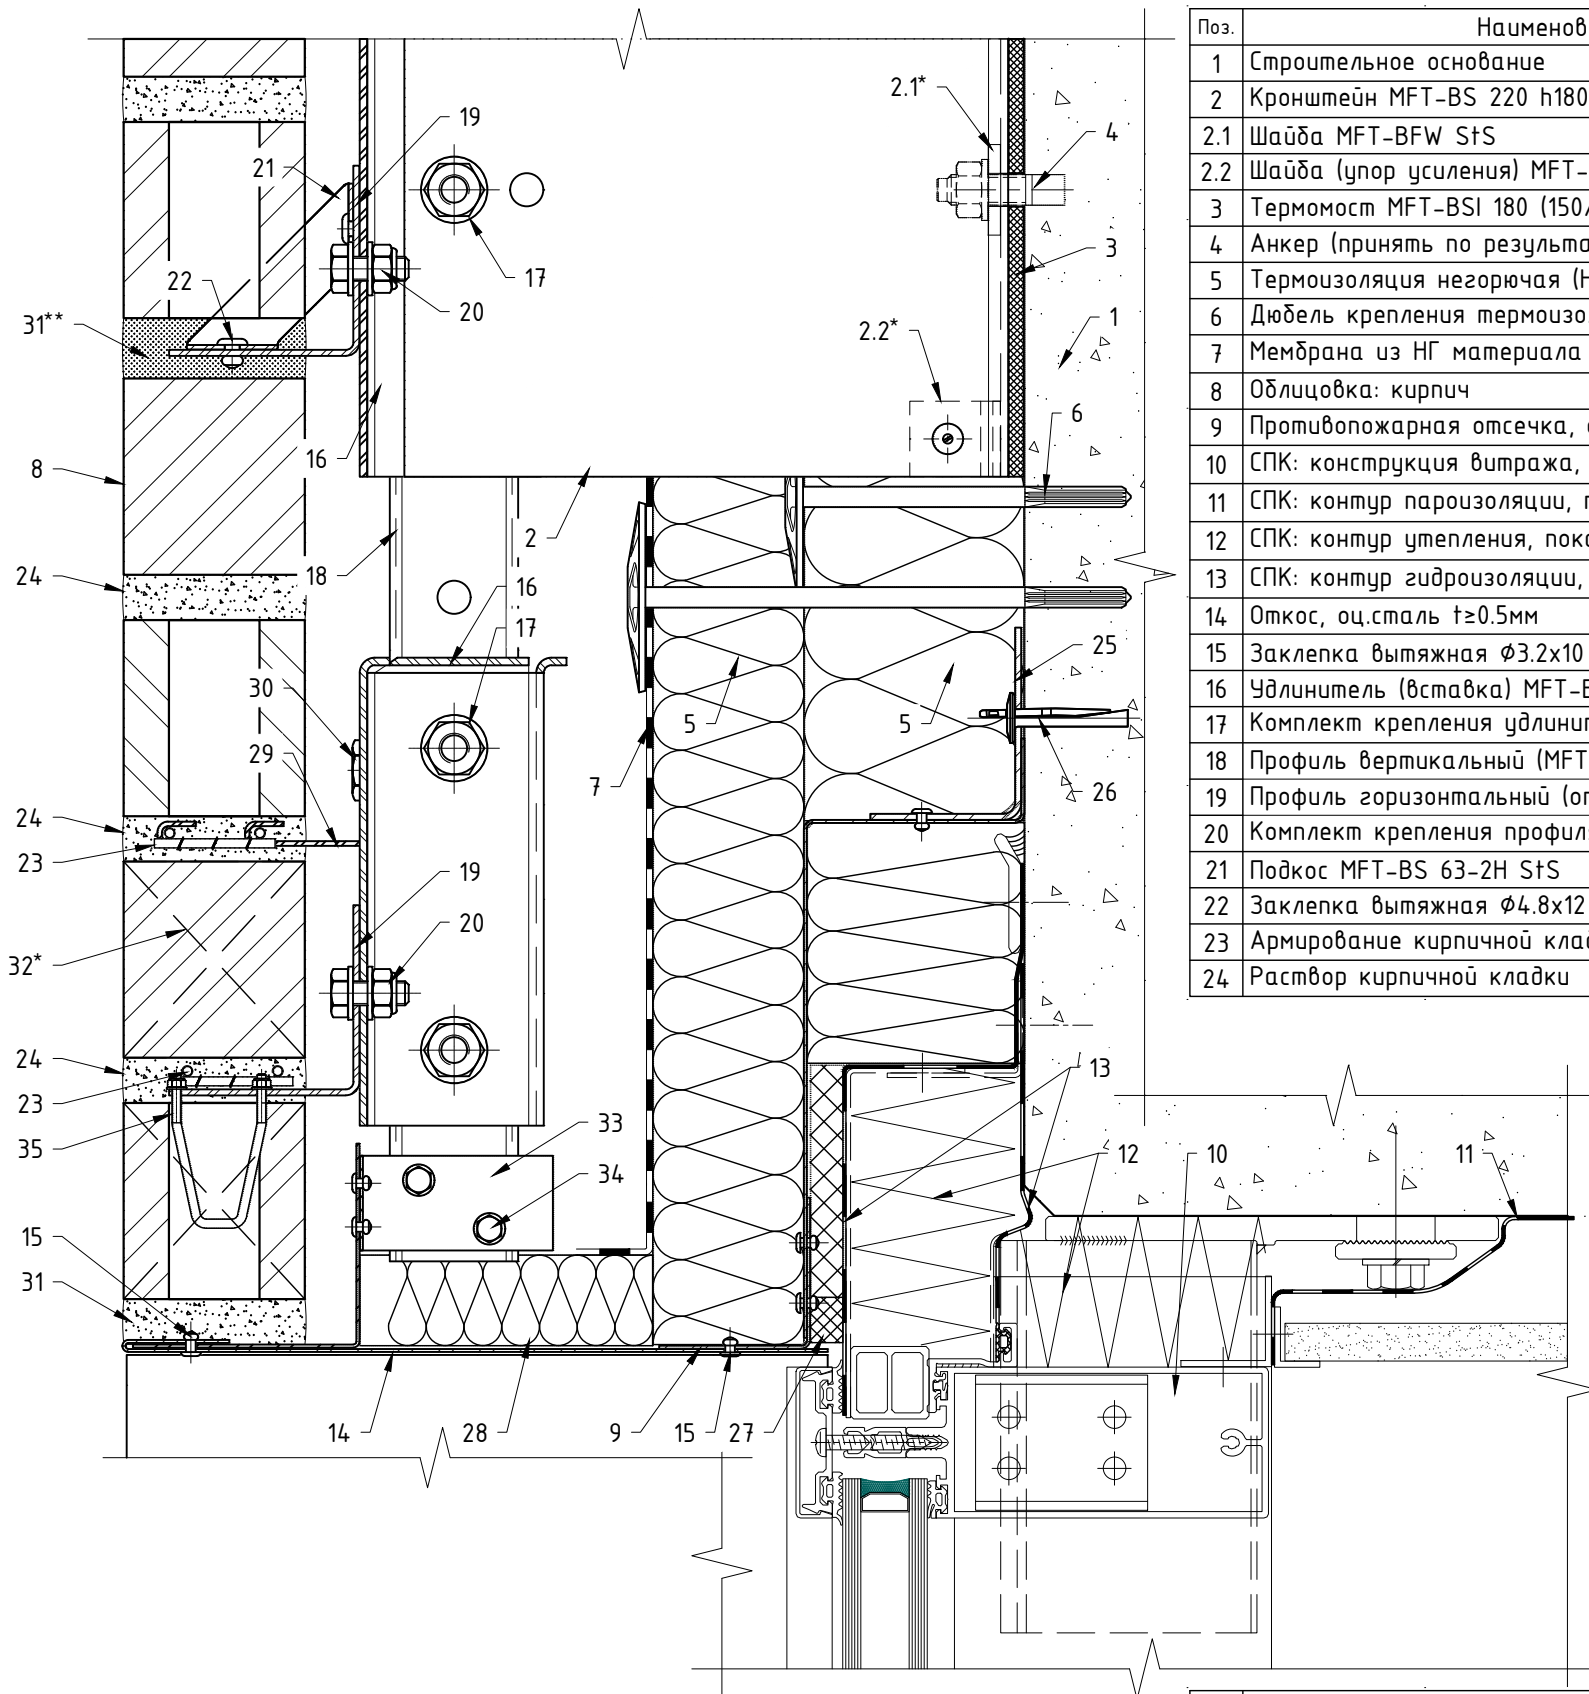 Поз. Наименов
1 Строительное основание
2 Кронштейн MFT-BS 220 h180
2.1 Шайба MFT-BFW StS
2.2 Шайба (упор усиления) MFT-
3 Термомост MFT-BSI 180 (150/
4 Анкер (принять по результа
5 Термоизоляция негорючая (Н
6 Дюбель крепления термоизо
7 Мембрана из НГ материала
8 Облицовка: кирпич
9 Противопожарная отсечка,
10 СПК: конструкция витража,
11 СПК: контур пароизоляции,
12 СПК: контур утепления, пока
13 СПК: контур гидроизоляции,
14 Откос, оц.сталь t≥0.5мм
15 Заклепка вытяжная Ф3.2х10
16 Удлинитель (вставка) MFT-
17 Комплект крепления удлини
18 Профиль вертикальный (MFT
19 Профиль горизонтальный (о
20 Комплект крепления профиля
21 Подкос MFT-BS 63-2H StS
22 Заклепка вытяжная Ф4.8х12
23 Армирование кирпичной клад
24 Раствор кирпичной кладки
2.1*
19
4
21
3
22
17
20
31**
1
2.2*
6
16
8
2
24
18
16
17
25
30
5
5
29
7
26
24
23
19
20
32*
24
13
23
33
12
10
11
35
34
15
31
14
28
9
15
27